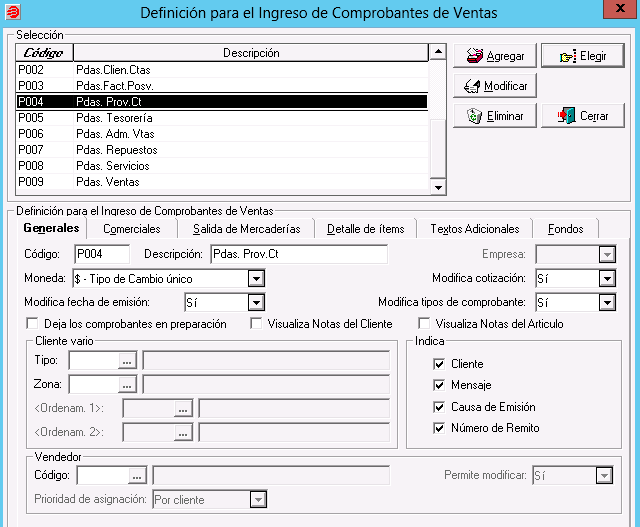 Definición para el Ingreso de Comprobantes de Ventas
X
Selección
Código Descripción
P002 Pdas.Clien.Ctas
P003 Pdas.Fact.Posv.
P004 Pdas. Prov.Ct
P005 Pdas. Tesorería
P006 Pdas. Adm. Vtas
P007 Pdas. Repuestos
P008 Pdas. Servicios
P009 Pdas. Ventas
Agregar Elegir
Modificar
Eliminar Cerrar
Definición para el Ingreso de Comprobantes de Ventas
Generales Comerciales Salida de Mercaderías Detalle de ítems Textos Adicionales Fondos
Código: P004 Descripción: Pdas. Prov.Ct Empresa:
Moneda: $ - Tipo de Cambio único Modifica cotización: Sí
Modifica fecha de emisión: Sí Modifica tipos de comprobante: Sí
Deja los comprobantes en preparación Visualiza Notas del Cliente Visualiza Notas del Articulo
Cliente vario Indica
Tipo: ... Cliente
Zona: ... Mensaje
<Ordenam. 1>: ... Causa de Emisión
<Ordenam. 2>: ... Número de Remito
Vendedor
Código: ... Permite modificar: Sí
Prioridad de asignación: Por cliente